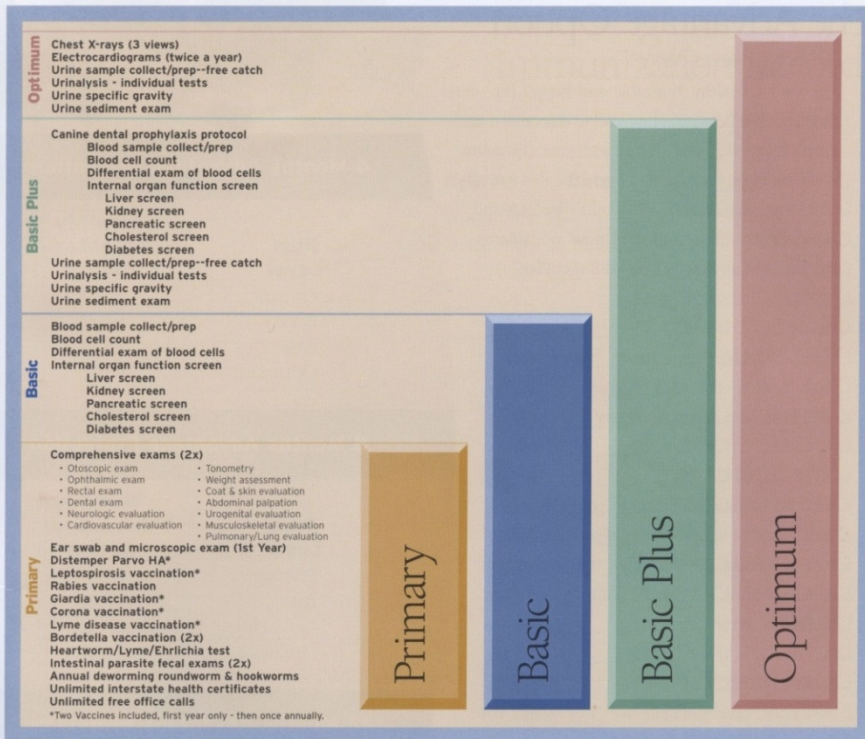 Optimum
Chest X-rays (3 views)
Electrocardiograms (twice a year)
Urine sample collect/prep--free catch
Urinalysis - individual tests
Urine specific gravity
Urine sediment exam
Basic Plus
Canine dental prophylaxis protocol
Blood sample collect/prep
Blood cell count
Differential exam of blood cells
Internal organ function screen
Liver screen
Kidney screen
Pancreatic screen
Cholesterol screen
Diabetes screen
Urine sample collect/prep--free catch
Urinalysis - individual tests
Urine specific gravity
Urine sediment exam
Basic
Blood sample collect/prep
Blood cell count
Differential exam of blood cells
Internal organ function screen
Liver screen
Kidney screen
Pancreatic screen
Cholesterol screen
Diabetes screen
Primary
Comprehensive exams (2x)
• Otoscopic exam
• Ophthalmic exam
• Rectal exam
• Dental exam
• Neurologic evaluation
• Cardiovascular evaluation
• Tonometry
• Weight assessment
• Coat & skin evaluation
• Abdominal palpation
• Urogenital evaluation
• Musculoskeletal evaluation
• Pulmonary/Lung evaluation
Ear swab and microscopic exam (1st Year)
Distemper Parvo HA*
Leptospirosis vaccination*
Rabies vaccination
Giardia vaccination*
Corona vaccination*
Lyme disease vaccination*
Bordetella vaccination (2x)
Heartworm/Lyme/Ehrlichia test
Intestinal parasite fecal exams (2x)
Annual deworming roundworm & hookworms
Unlimited interstate health certificates
Unlimited free office calls
*Two Vaccines included, first year only - then once annually.
Primary
Basic
Basic Plus
Optimum